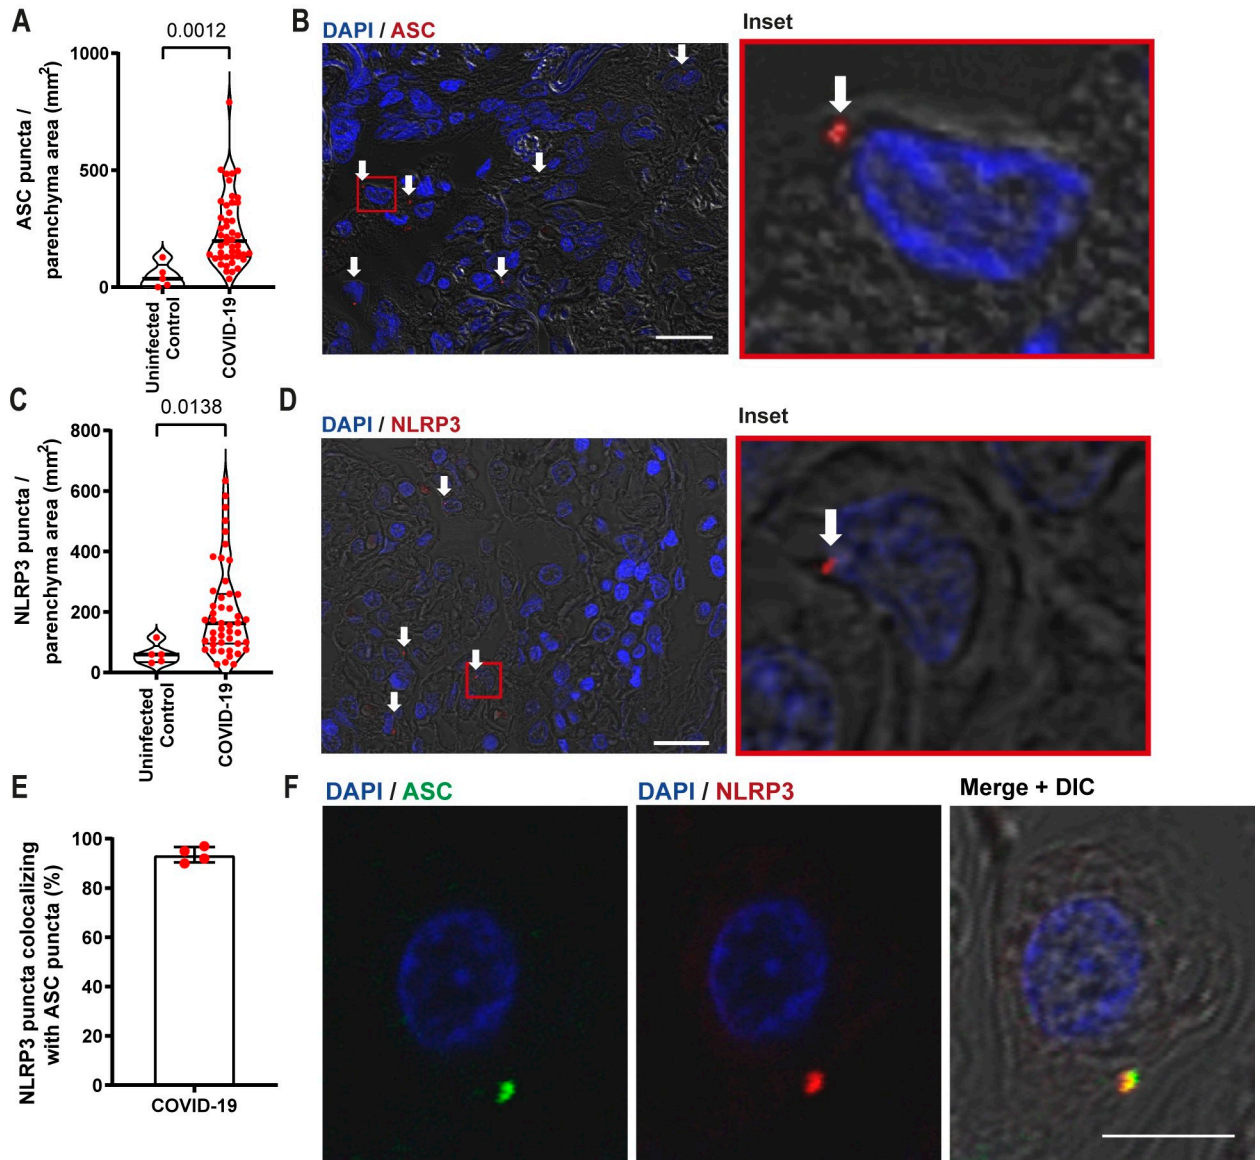 A
0.0012
ASC puncta /
parenchyma area (mm²)
1000
500
0
Uninfected
Control
COVID-19
B
DAPI / ASC
Inset
C
0.0138
NLRP3 puncta /
parenchyma area (mm²)
800
600
400
200
0
Uninfected
Control
COVID-19
D
DAPI / NLRP3
Inset
E
NLRP3 puncta colocalizing
with ASC puncta (%)
100
80
60
40
20
0
COVID-19
F
DAPI / ASC
DAPI / NLRP3
Merge + DIC